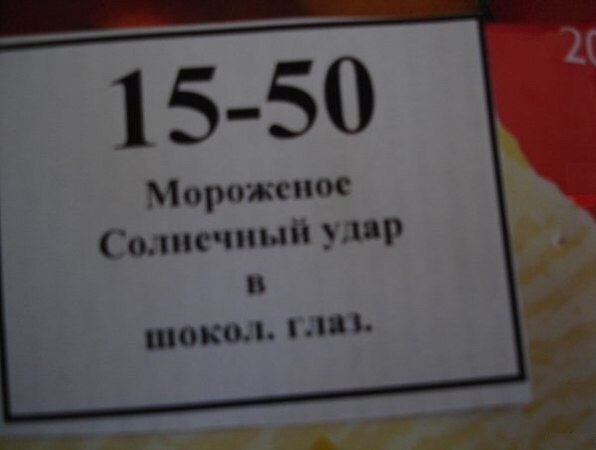 15-50
Мороженое
Солнечный удар
в
шокол. глаз.